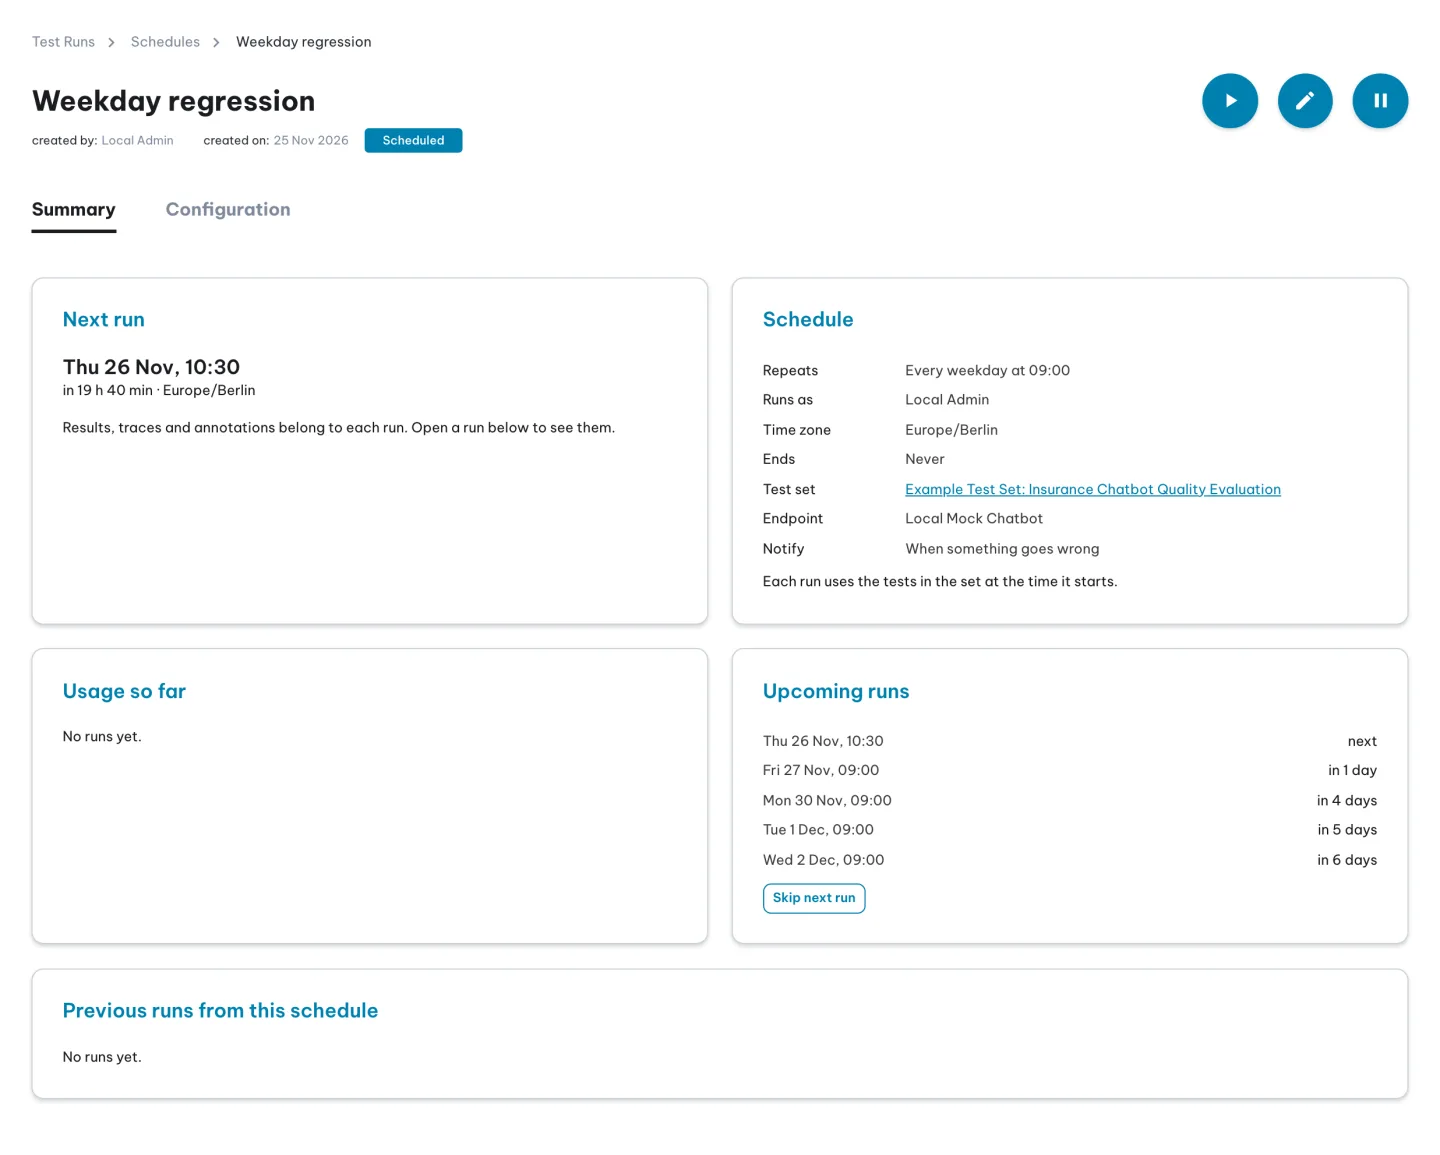 Test Runs > Schedules > Weekday regression
Weekday regression
created by: Local Admin created on: 25 Nov 2026 Scheduled
Summary Configuration
Next run
Thu 26 Nov, 10:30
in 19 h 40 min · Europe/Berlin
Results, traces and annotations belong to each run. Open a run below to see them.
Schedule
Repeats Every weekday at 09:00
Runs as Local Admin
Time zone Europe/Berlin
Ends Never
Test set Example Test Set: Insurance Chatbot Quality Evaluation
Endpoint Local Mock Chatbot
Notify When something goes wrong
Each run uses the tests in the set at the time it starts.
Usage so far
No runs yet.
Upcoming runs
Thu 26 Nov, 10:30 next
Fri 27 Nov, 09:00 in 1 day
Mon 30 Nov, 09:00 in 4 days
Tue 1 Dec, 09:00 in 5 days
Wed 2 Dec, 09:00 in 6 days
Skip next run
Previous runs from this schedule
No runs yet.